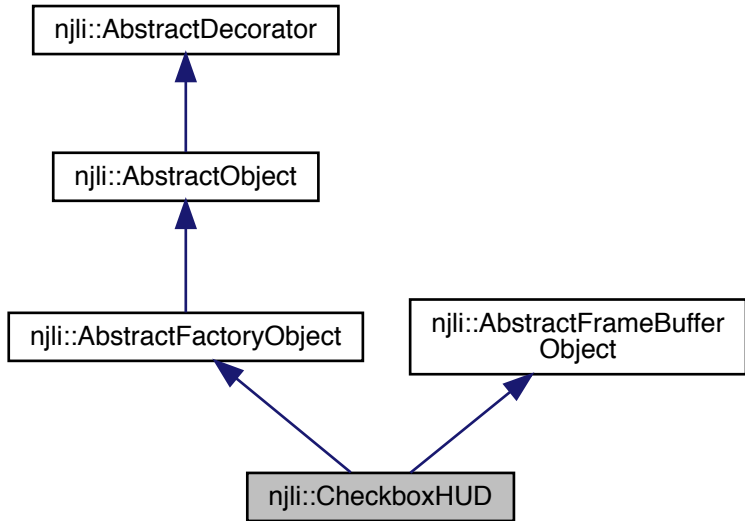 njli::AbstractDecorator
njli::AbstractObject
njli::AbstractFactoryObject
njli::AbstractFrameBuffer
Object
njli::CheckboxHUD